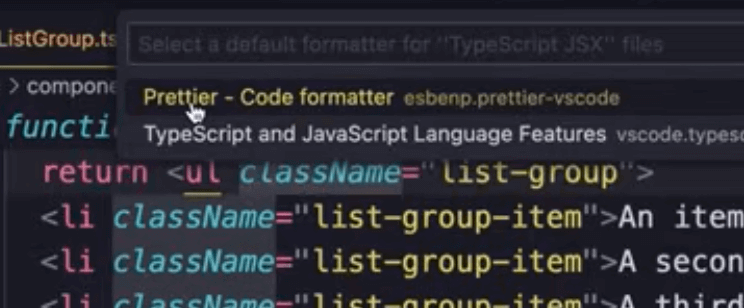 ListGroup.ts
Select a default formatter for "TypeScript JSX" files
> compone
Prettier - Code formatter esbenp.prettier-vscode
functi
TypeScript and JavaScript Language Features vscode.typesc
return <ul className="list-group">
<li className="list-group-item">An item
<li className="list-group-item">A secon
<li className="list-group-item">A third